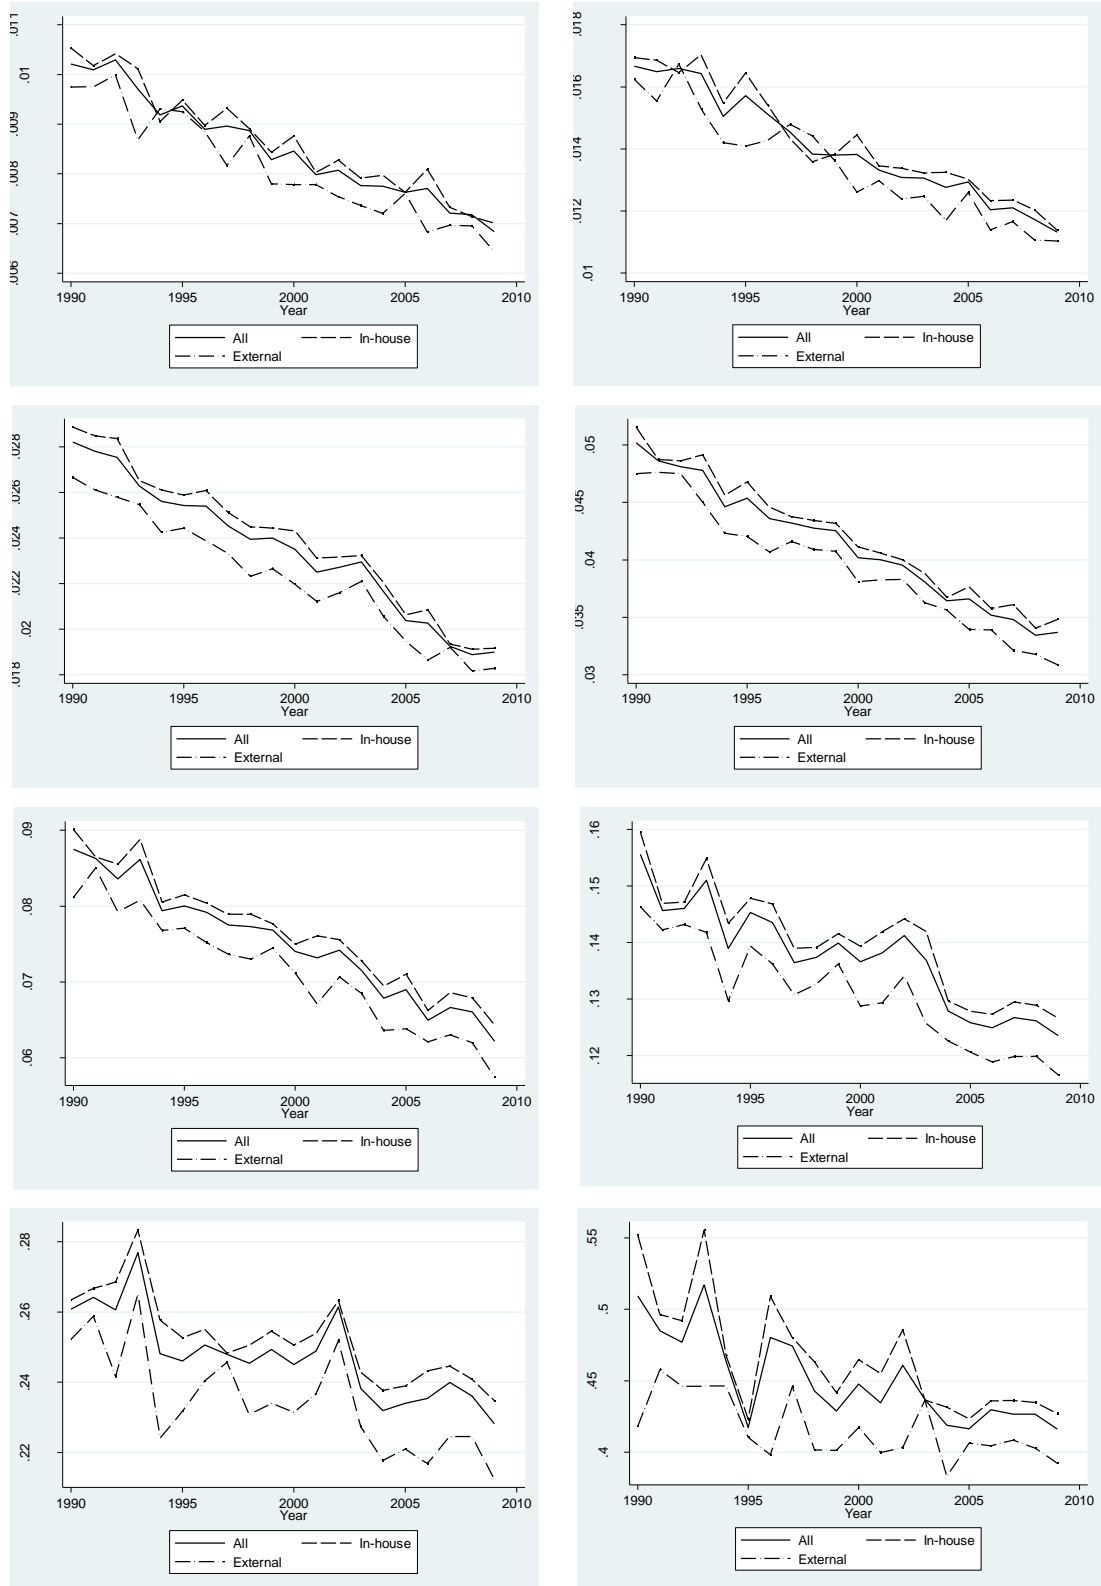 .011
.01
.009
.008
.007
.006
1990 1995 2000 2005 2010
Year
All In-house
External
.018
.016
.014
.012
.01
1990 1995 2000 2005 2010
Year
All In-house
External
.028
.026
.024
.022
.02
.018
1990 1995 2000 2005 2010
Year
All In-house
External
.05
.045
.04
.035
.03
1990 1995 2000 2005 2010
Year
All In-house
External
.09
.08
.07
.06
1990 1995 2000 2005 2010
Year
All In-house
External
.16
.15
.14
.13
.12
1990 1995 2000 2005 2010
Year
All In-house
External
.28
.26
.24
.22
1990 1995 2000 2005 2010
Year
All In-house
External
.55
.5
.45
.4
1990 1995 2000 2005 2010
Year
All In-house
External